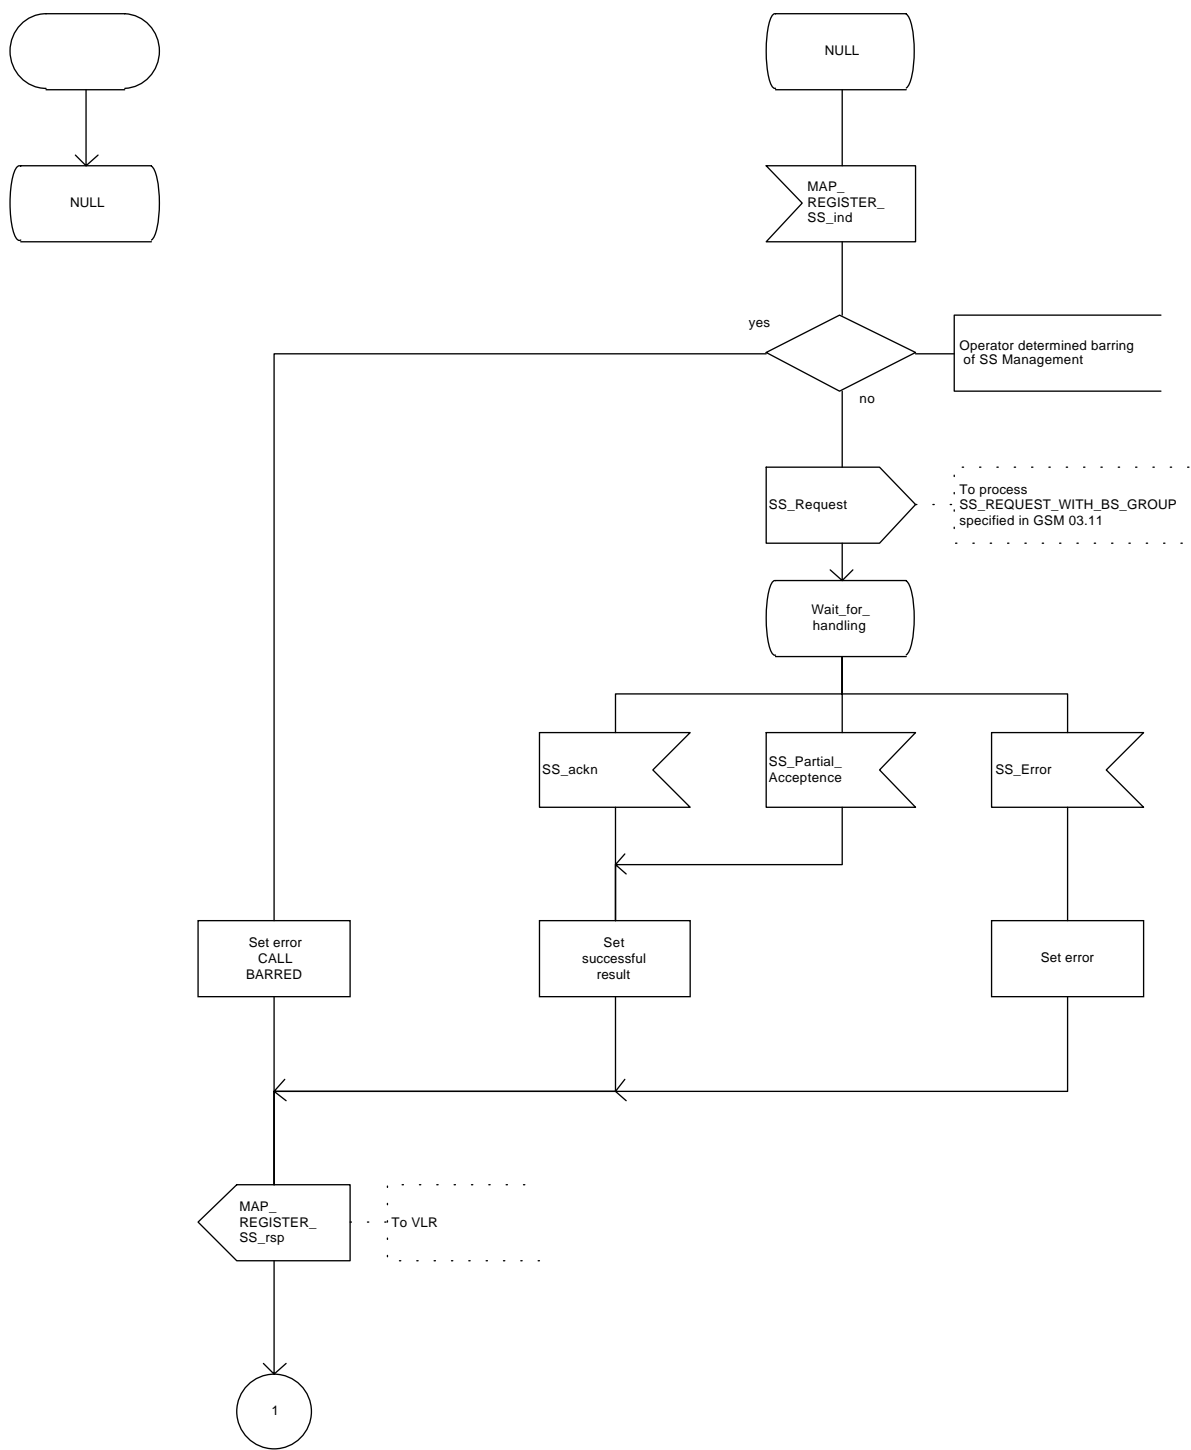 NULL
NULL
MAP_
REGISTER_
SS_ind
yes
Operator determined barring
of SS Management
no
SS_Request
To process
SS_REQUEST_WITH_BS_GROUP
specified in GSM 03.11
Wait_for_
handling
SS_ackn
SS_Partial_
Acceptence
SS_Error
Set error
CALL
BARRED
Set
successful
result
Set error
MAP_
REGISTER_
SS_rsp
To VLR
1